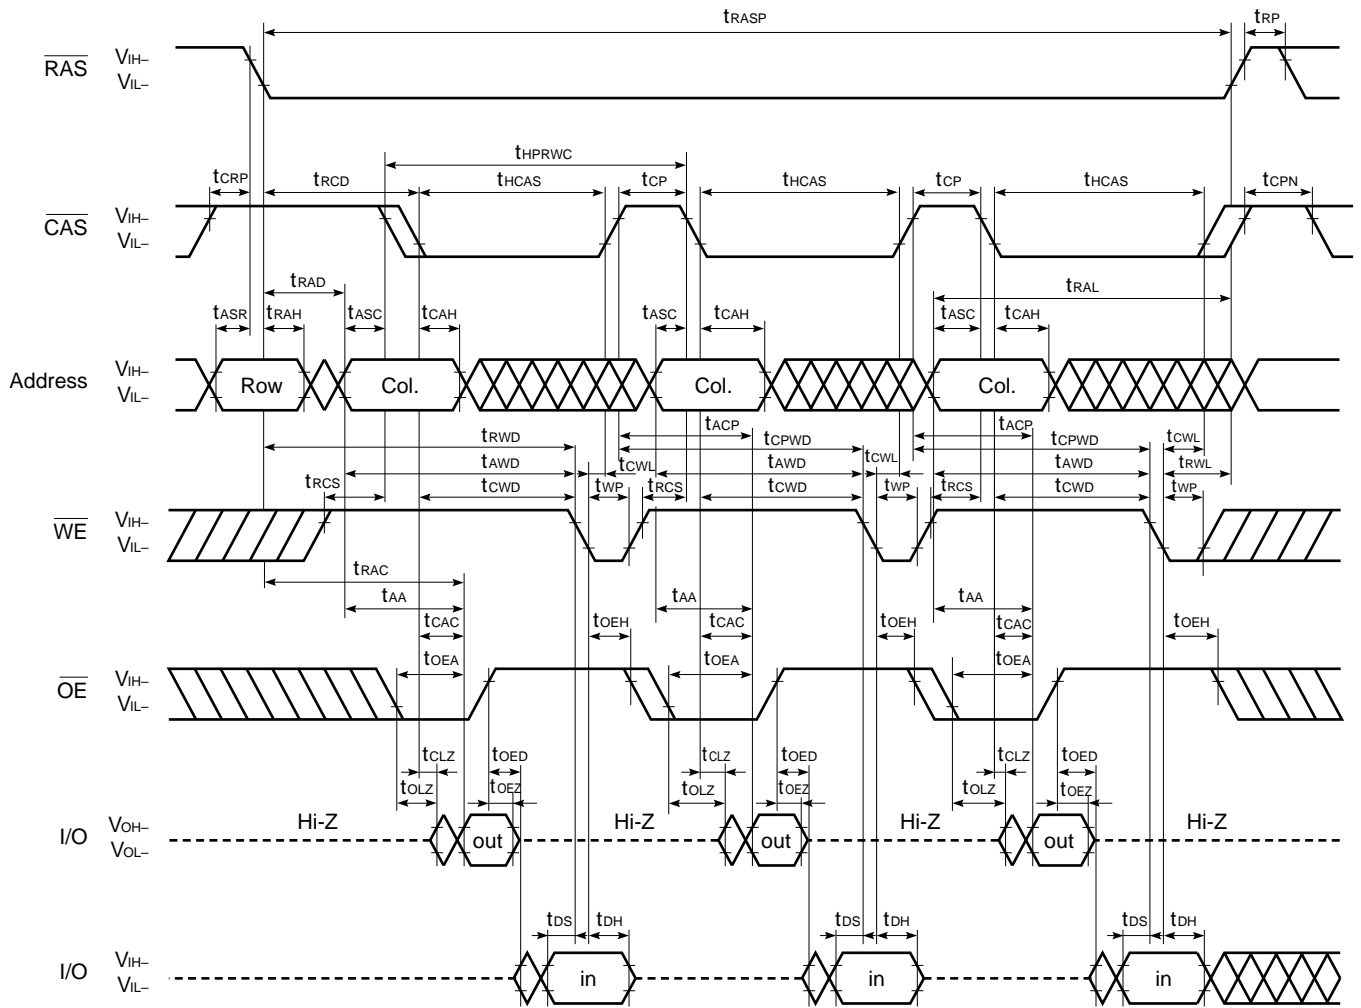 tRASP tRP
RAS VIH– VIL–
tHPRWC
tCRP tRCD tHCAS tCP tHCAS tCP tHCAS tCPN
CAS VIH– VIL–
tRAD tRAL
tASR tRAH tASC tCAH tASC tCAH tASC tCAH
Address VIH– VIL– Row Col. Col. Col.
tRWD tACP tCPWD tACP tCPWD tCWL
tAWD tCWL tAWD tCWL tAWD tRWL
tRCS tCWD tWP tRCS tCWD tWP tRCS tCWD tWP
WE VIH– VIL–
tRAC
tAA tAA tAA
tCAC tOEH tCAC tOEH tCAC tOEH
tOEA tOEA tOEA
OE VIH– VIL–
tCLZ tOED tCLZ tOED tCLZ tOED
tOLZ tOEZ tOLZ tOEZ tOLZ tOEZ
Hi-Z Hi-Z Hi-Z Hi-Z
I/O VOH– VOL– out out out
tDS tDH tDS tDH tDS tDH
I/O VIH– VIL– in in in